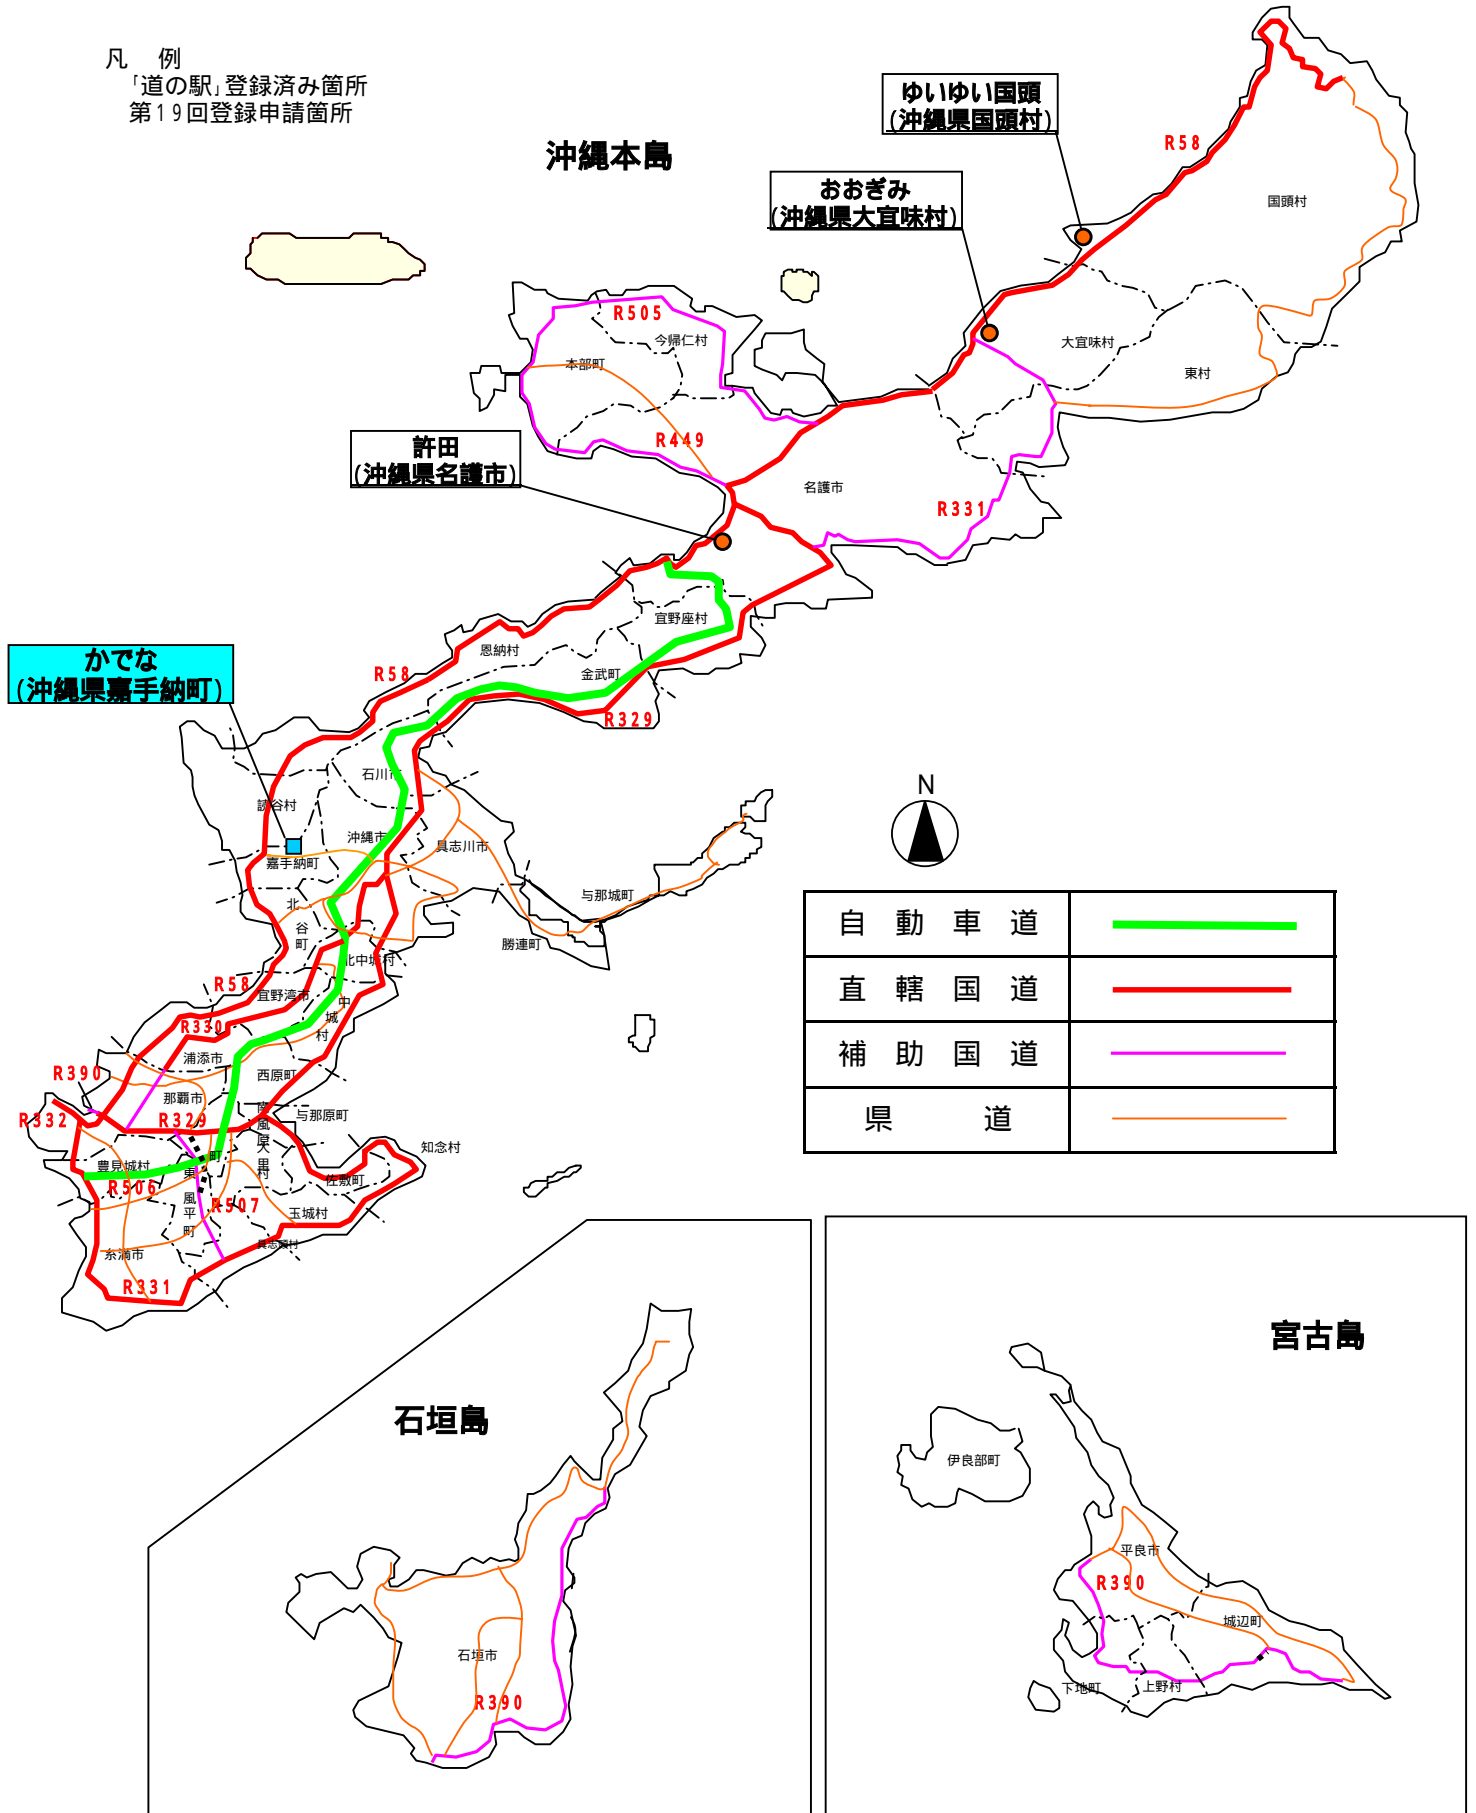 凡 例
「道の駅」登録済み箇所
第19回登録申請箇所
沖縄本島
ゆいゆい国頭
(沖縄県国頭村)
おおぎみ
(沖縄県大宜味村)
許田
(沖縄県名護市)
かでな
(沖縄県嘉手納町)
R58
国頭村
大宜味村
東村
R505
今帰仁村
本部町
R449
名護市
R331
宜野座村
恩納村
金武町
R58
R329
石川市
読谷村
沖縄市
嘉手納町
具志川市
与那城町
勝連町
北
谷
町
北中城村
R58
宜野湾市
中
城
村
R330
浦添市
西原町
R390
那覇市
R332
R329
南
風
原
町
与那原町
大
里
村
知念村
豊見城村
佐敷町
R506
東
風
平
町
R507
玉城村
具志頭村
糸満市
R331
N
自動車道
直轄国道
補助国道
県道
石垣島
石垣市
R390
宮古島
伊良部町
平良市
R390
城辺町
下地町
上野村